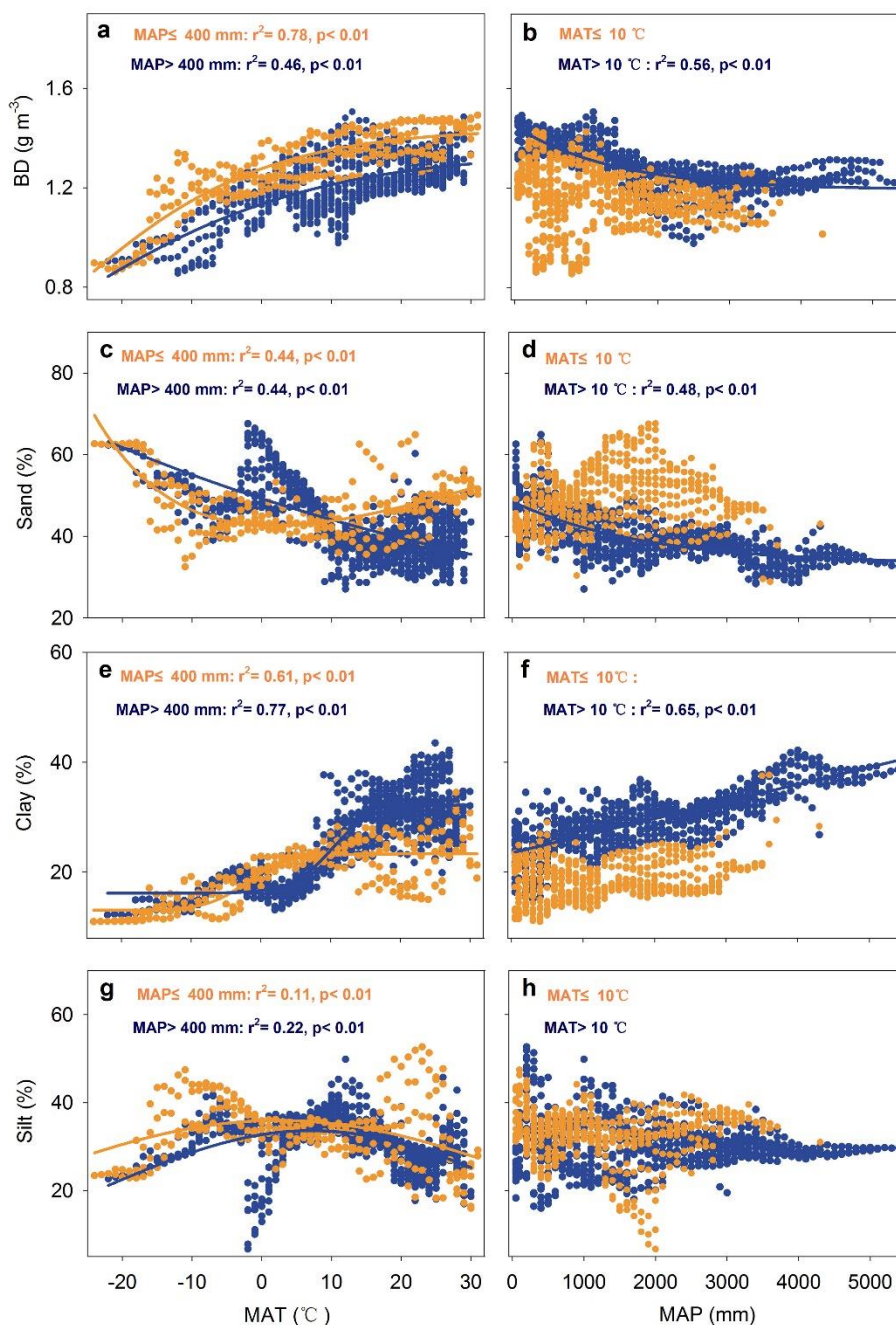 a MAP≤ 400 mm: r²= 0.78, p< 0.01
MAP> 400 mm: r²= 0.46, p< 0.01
b MAT≤ 10 ℃
MAT> 10 ℃ : r²= 0.56, p< 0.01
BD (g m⁻³)
1.6
1.2
0.8
c MAP≤ 400 mm: r²= 0.44, p< 0.01
MAP> 400 mm: r²= 0.44, p< 0.01
d MAT≤ 10 ℃
MAT> 10 ℃ : r²= 0.48, p< 0.01
Sand (%)
80
60
40
20
e MAP≤ 400 mm: r²= 0.61, p< 0.01
MAP> 400 mm: r²= 0.77, p< 0.01
f MAT≤ 10℃ :
MAT> 10 ℃ : r²= 0.65, p< 0.01
Clay (%)
60
40
20
g MAP≤ 400 mm: r²= 0.11, p< 0.01
MAP> 400 mm: r²= 0.22, p< 0.01
h MAT≤ 10℃
MAT> 10 ℃
Silt (%)
60
40
20
-20 -10 0 10 20 30
0 1000 2000 3000 4000 5000
MAT (℃)
MAP (mm)